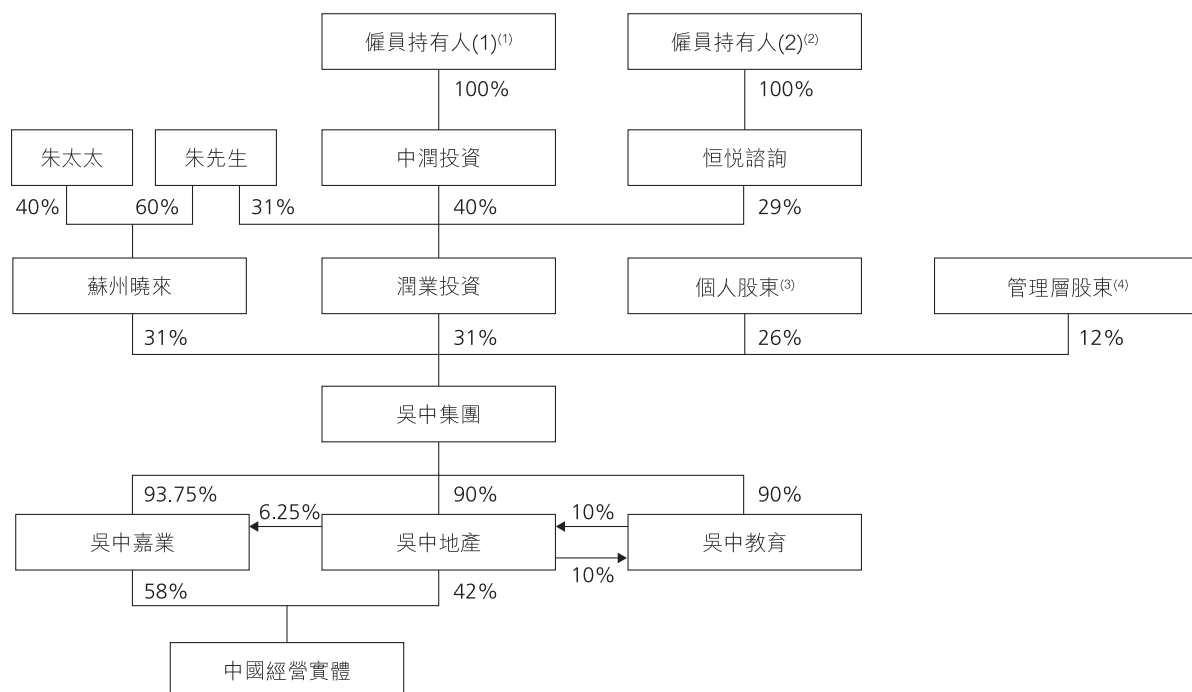 僱員持有人(1)⁽¹⁾
僱員持有人(2)⁽²⁾
100%
100%
朱太太
朱先生
中潤投資
恒悦諮詢
40%
60%
31%
40%
29%
蘇州曉來
潤業投資
個人股東⁽³⁾
管理層股東⁽⁴⁾
31%
31%
26%
12%
吳中集團
93.75%
90%
90%
6.25%
10%
吳中嘉業
吳中地產
吳中教育
10%
58%
42%
中國經營實體